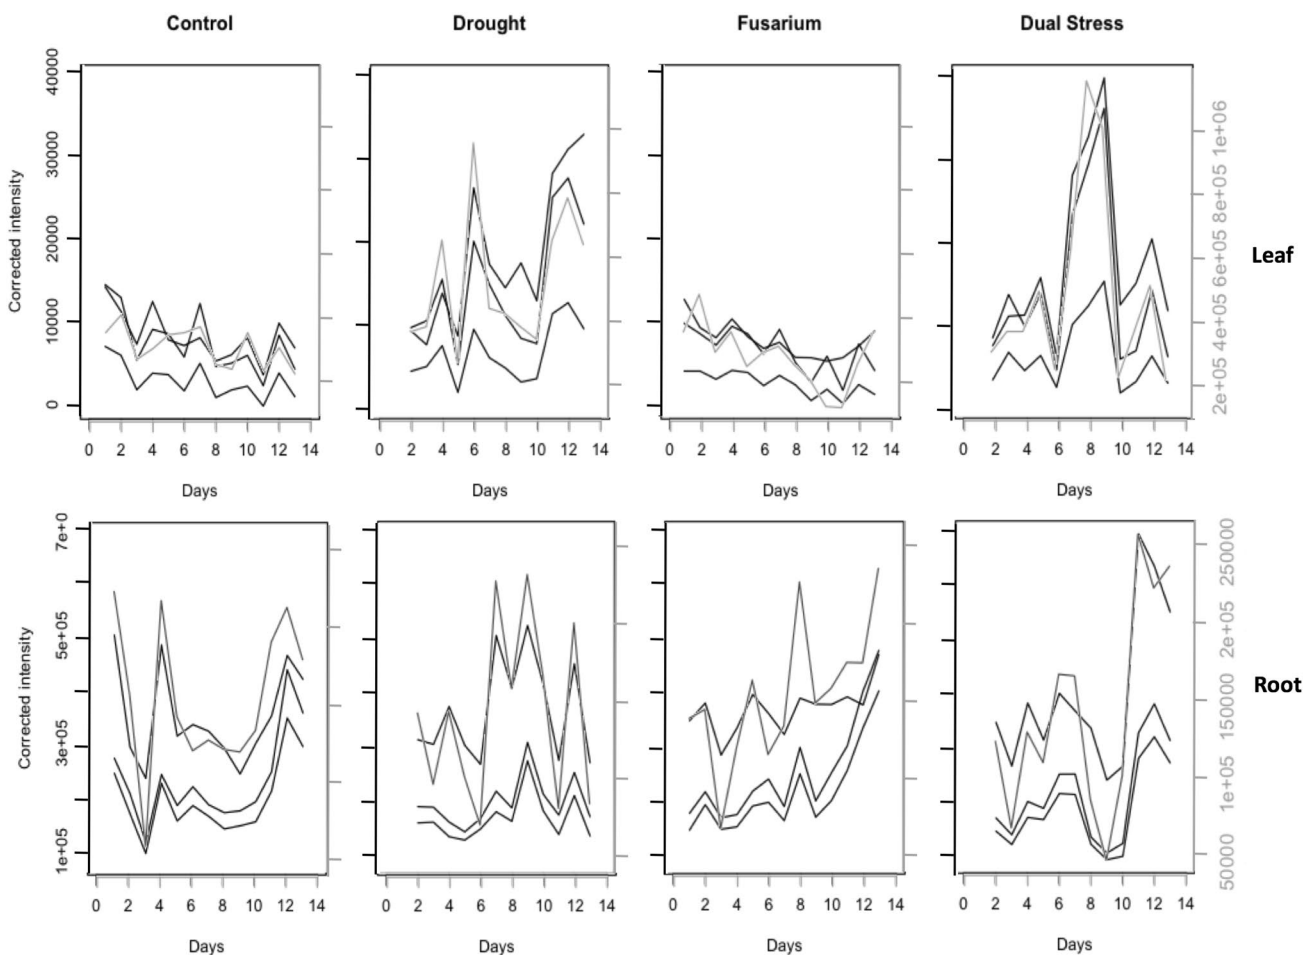 Control Drought Fusarium Dual Stress
Corrected intensity
0 10000 20000 30000 40000
2e+05 4e+05 6e+05 8e+05 1e+06
Leaf
0 2 4 6 8 10 12 14 0 2 4 6 8 10 12 14 0 2 4 6 8 10 12 14 0 2 4 6 8 10 12 14
Days Days Days Days
Corrected intensity
1e+05 3e+05 5e+05 7e+0
50000 1e+05 150000 2e+05 250000
Root
0 2 4 6 8 10 12 14 0 2 4 6 8 10 12 14 0 2 4 6 8 10 12 14 0 2 4 6 8 10 12 14
Days Days Days Days